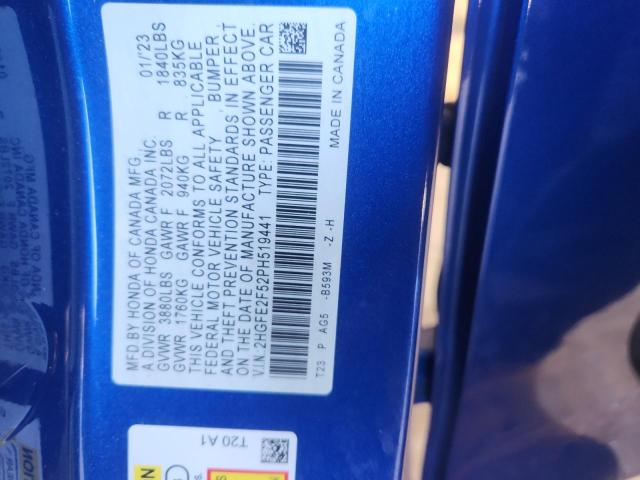 MFD BY HONDA OF CANADA MFG. 01/'23
A DIVISION OF HONDA CANADA INC.
GVWR 3880LBS GAWR F 2072LBS R 1840LBS
GVWR 1760KG GAWR F 940KG R 835KG
THIS VEHICLE CONFORMS TO ALL APPLICABLE
FEDERAL MOTOR VEHICLE SAFETY, BUMPER,
AND THEFT PREVENTION STANDARDS IN EFFECT
ON THE DATE OF MANUFACTURE SHOWN ABOVE.
V.I.N.: 2HGFE2F52PH519441 TYPE: PASSENGER CAR
T23 P AG5 -B593M -Z -H MADE IN CANADA
T20 A1